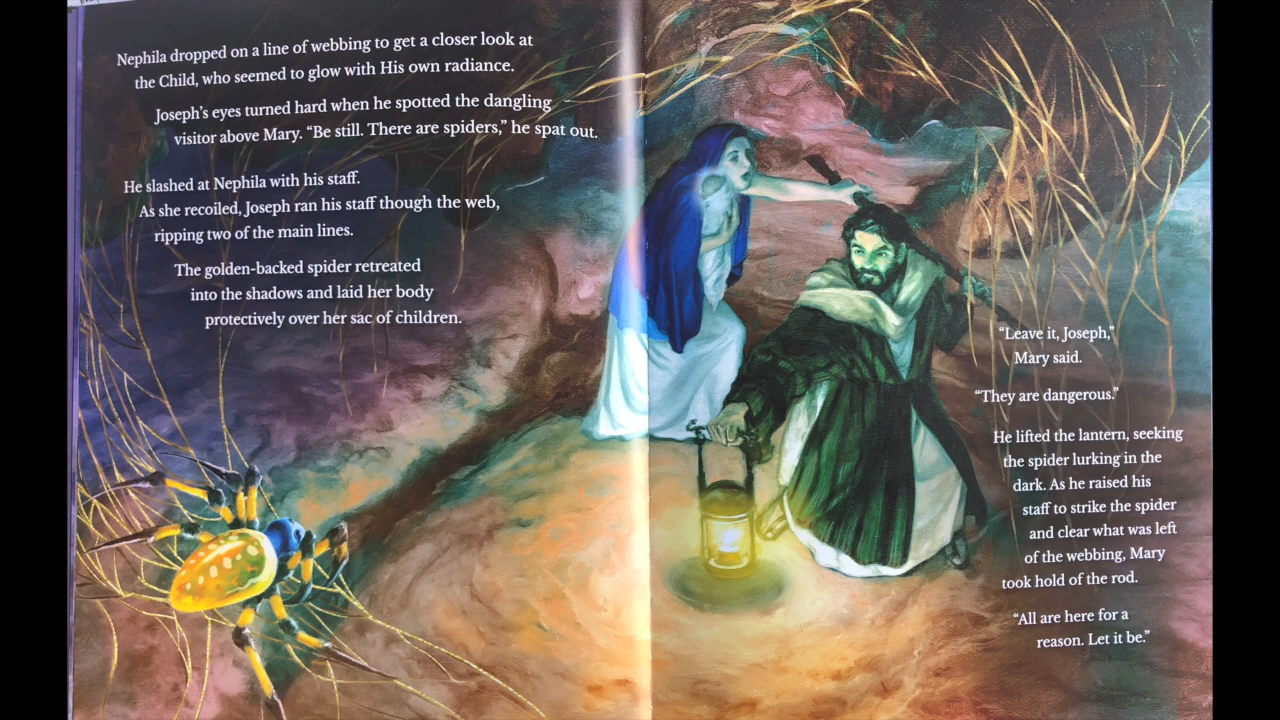 Nephila dropped on a line of webbing to get a closer look at
the Child, who seemed to glow with His own radiance.
Joseph's eyes turned hard when he spotted the dangling
visitor above Mary. “Be still. There are spiders,” he spat out.
He slashed at Nephila with his staff.
As she recoiled, Joseph ran his staff though the web,
ripping two of the main lines.
The golden-backed spider retreated
into the shadows and laid her body
protectively over her sac of children.
“Leave it, Joseph,”
Mary said.
“They are dangerous.”
He lifted the lantern, seeking
the spider lurking in the
dark. As he raised his
staff to strike the spider
and clear what was left
of the webbing, Mary
took hold of the rod.
“All are here for a
reason. Let it be.”